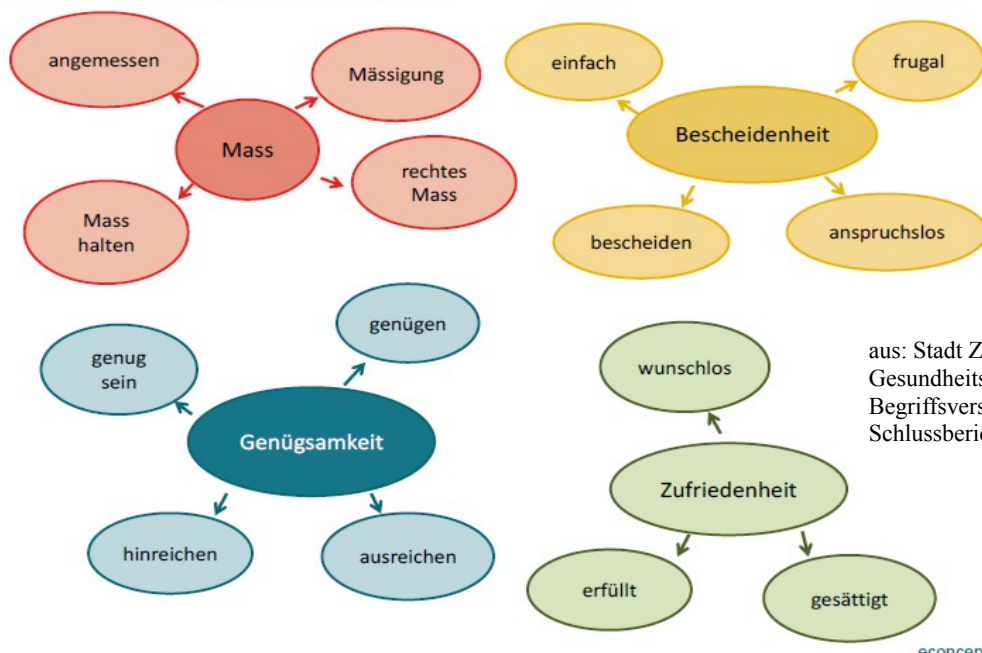 angemessen
Mässigung
Mass
rechtes
Mass
Mass
halten
einfach
frugal
Bescheidenheit
bescheiden
anspruchslos
genügen
genug
sein
Genügsamkeit
hinreichen
ausreichen
wunschlos
Zufriedenheit
erfüllt
gesättigt
aus: Stadt Z
Gesundheits
Begriffsvers
Schlussberic
econcep